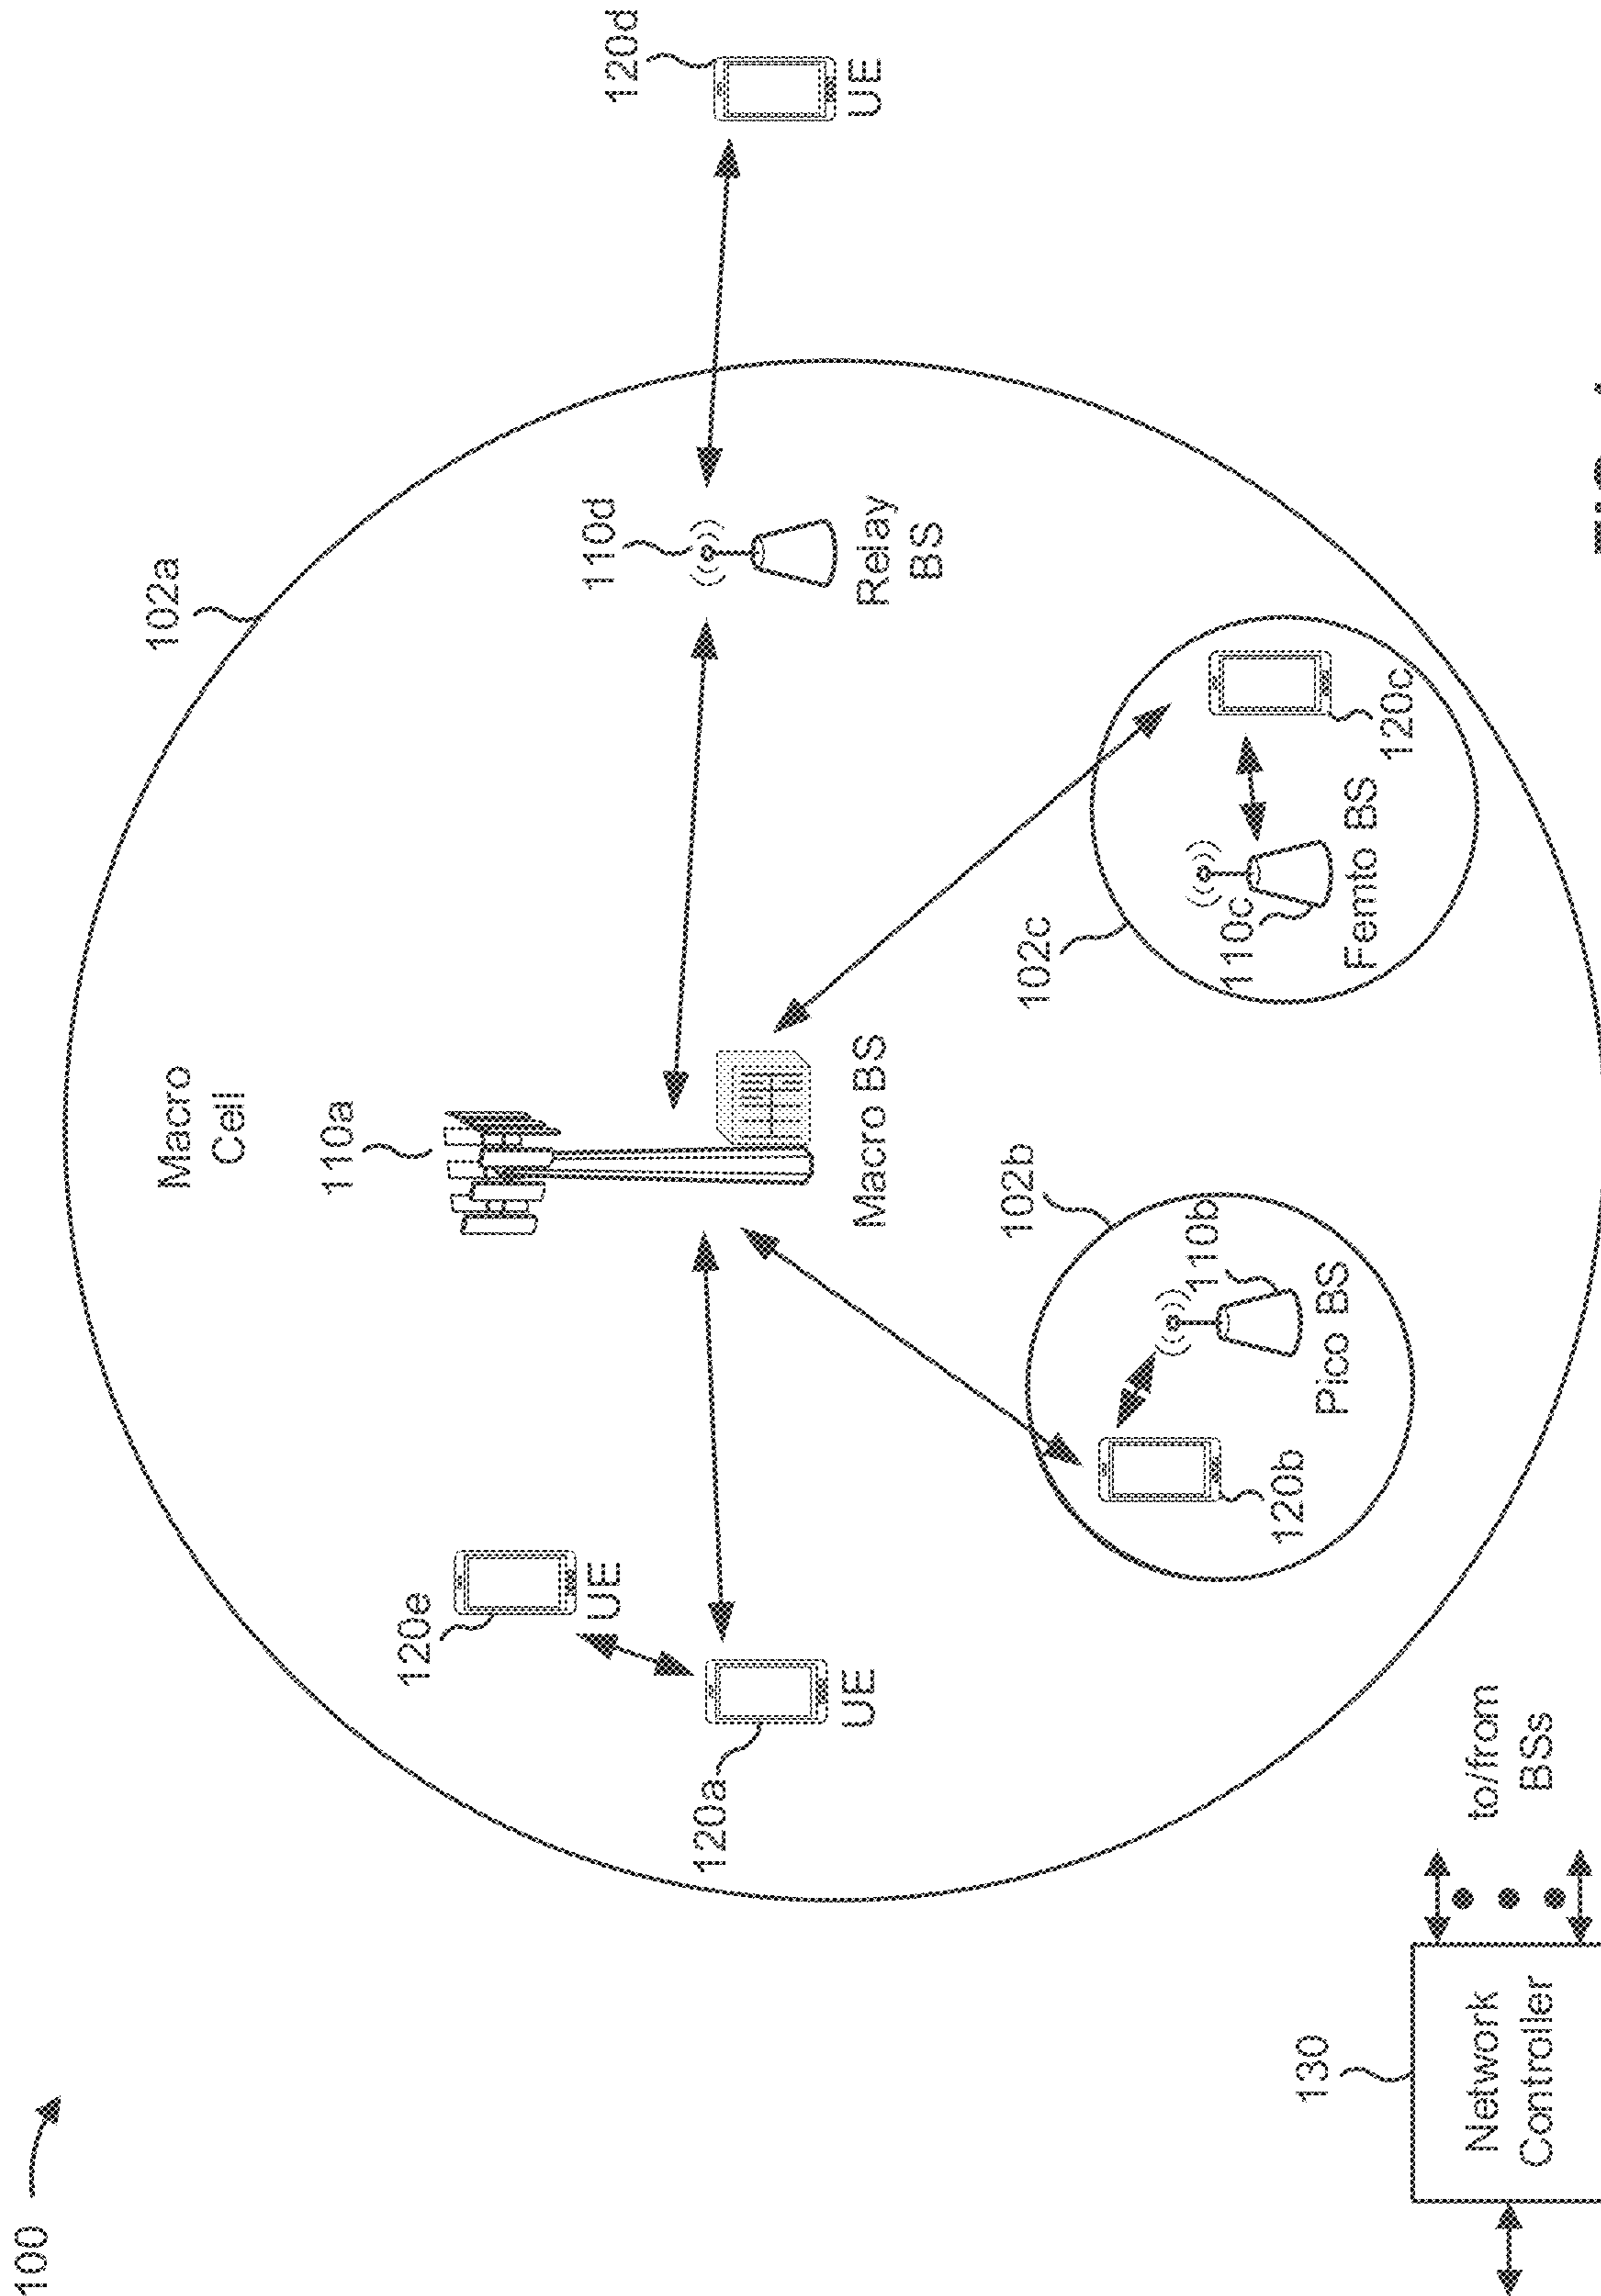 100
102a
Macro
Cell
110a
120e
UE
120a
UE
110d
Relay
BS
120d
UE
Macro BS
102b
110b
Pico BS
120b
102c
110c
Femto BS
120c
130
Network
Controller
to/from
BSs